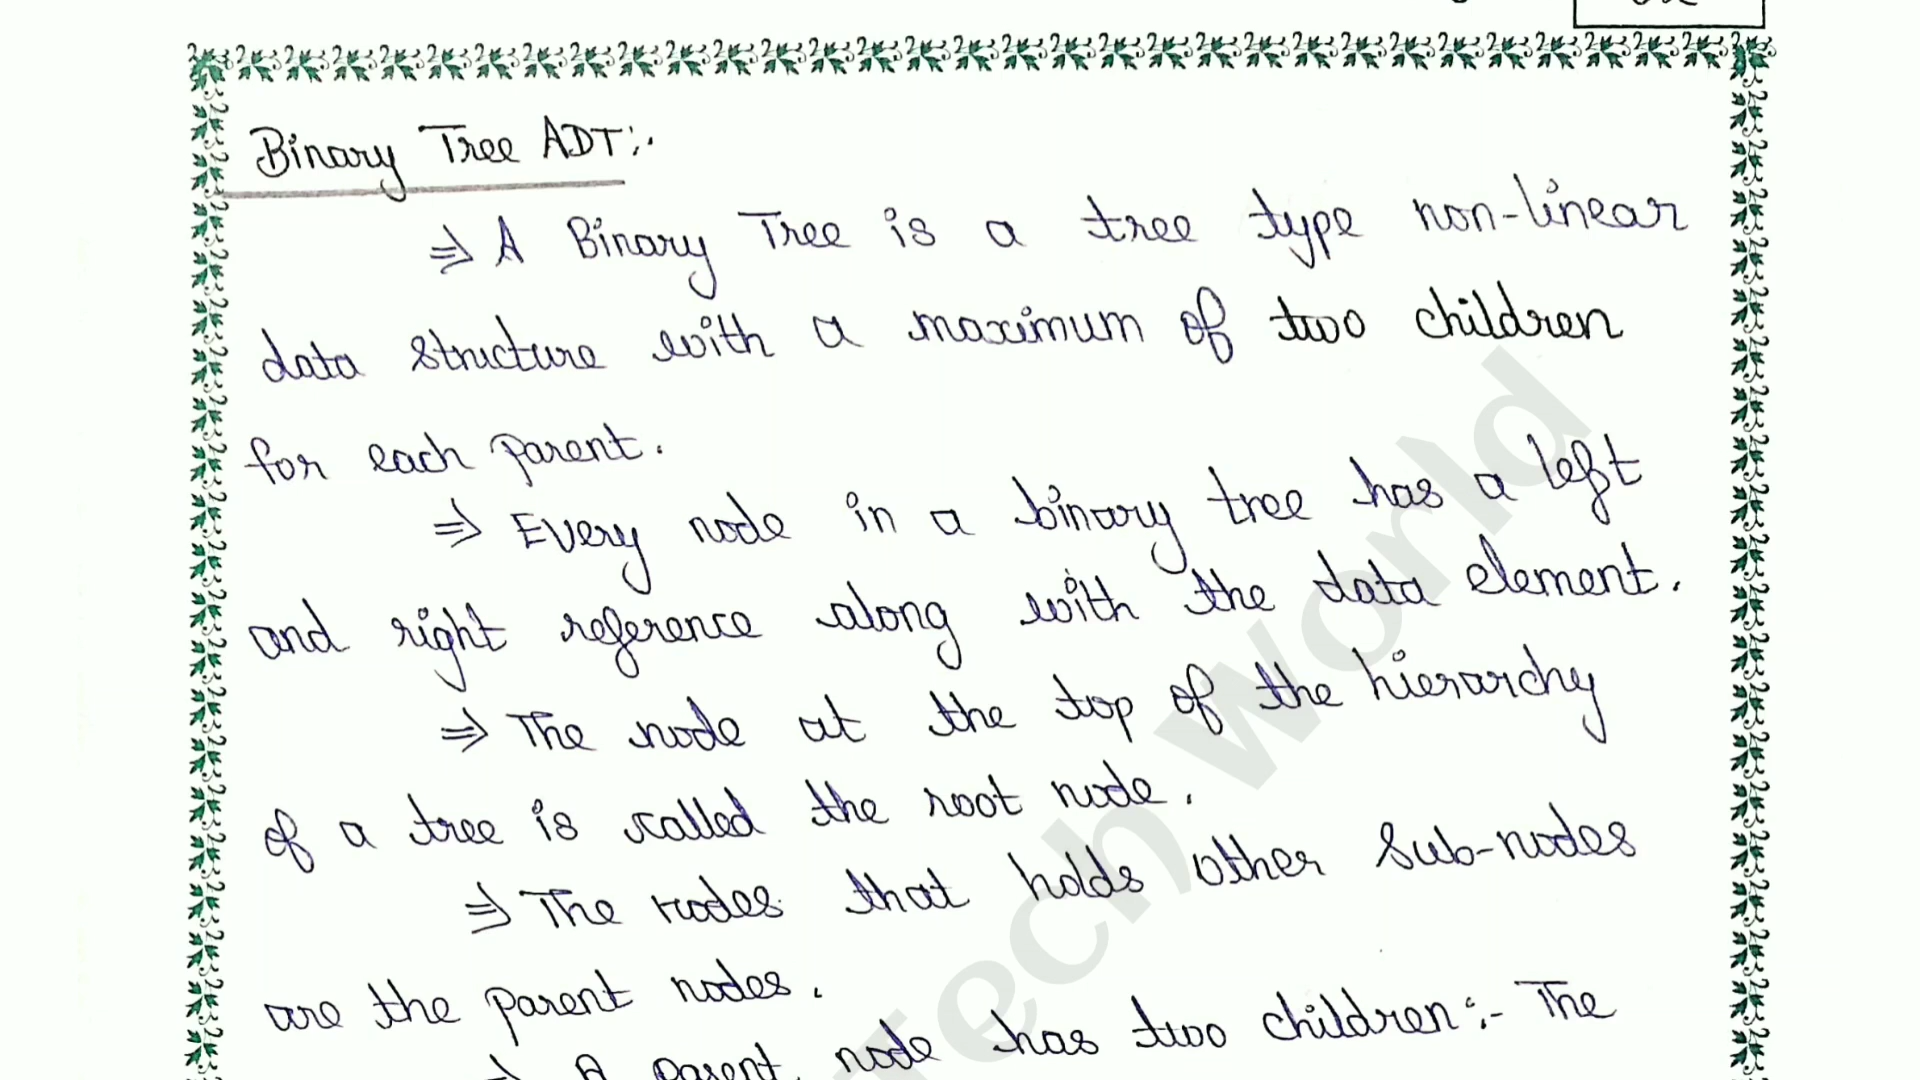 Binary Tree ADT:-
⇒ A Binary Tree is a tree type non-linear
data structure with a maximum of two children
for each parent.
⇒ Every node in a binary tree has a left
and right reference along with the data element.
⇒ The node at the top of the hierarchy
of a tree is called the root node.
⇒ The nodes that holds other sub-nodes
are the parent nodes.
⇒ A parent node has two children:- The
Tech world